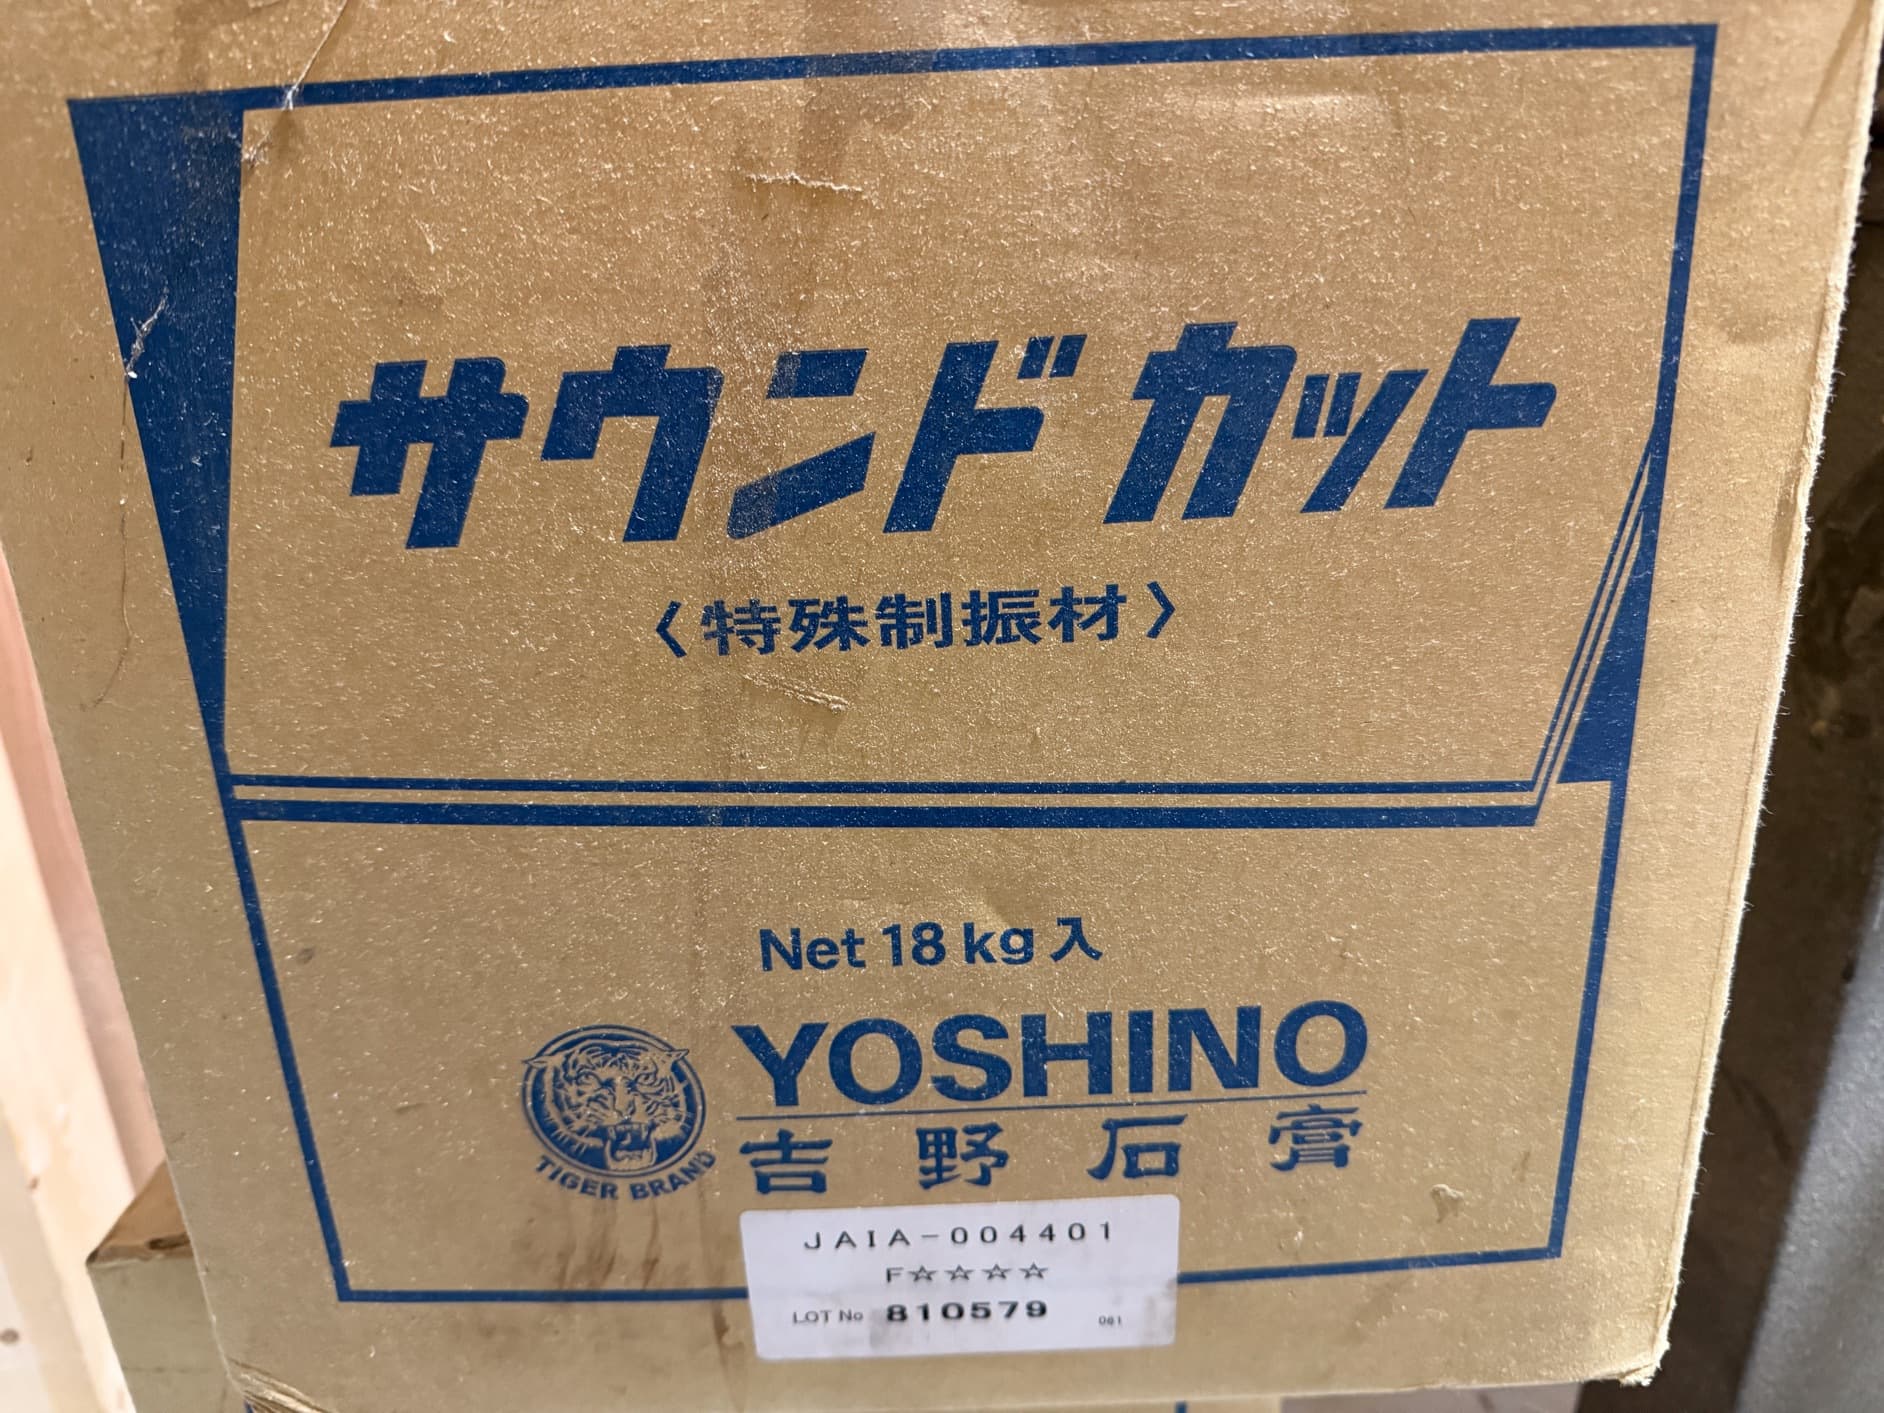 サウンドカット
〈特殊制振材〉
Net 18 kg 入
YOSHINO
吉野石膏
TIGER BRAND
JAIA-004401
F☆☆☆☆
LOT No 810579 061